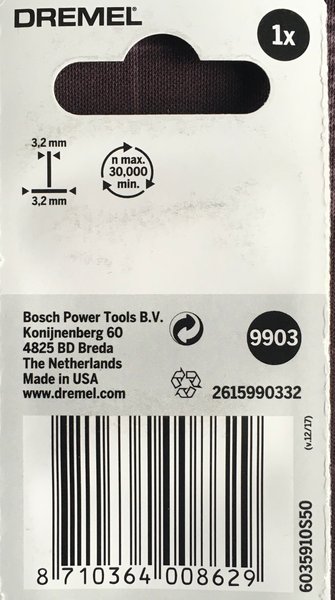 DREMEL
1x
3,2 mm
3,2 mm
n max.
30,000
min.
Bosch Power Tools B.V.
Konijnenberg 60
4825 BD Breda
The Netherlands
Made in USA
www.dremel.com
9903
2615990332
(v.12/17)
6035910S50
8 710364 008629